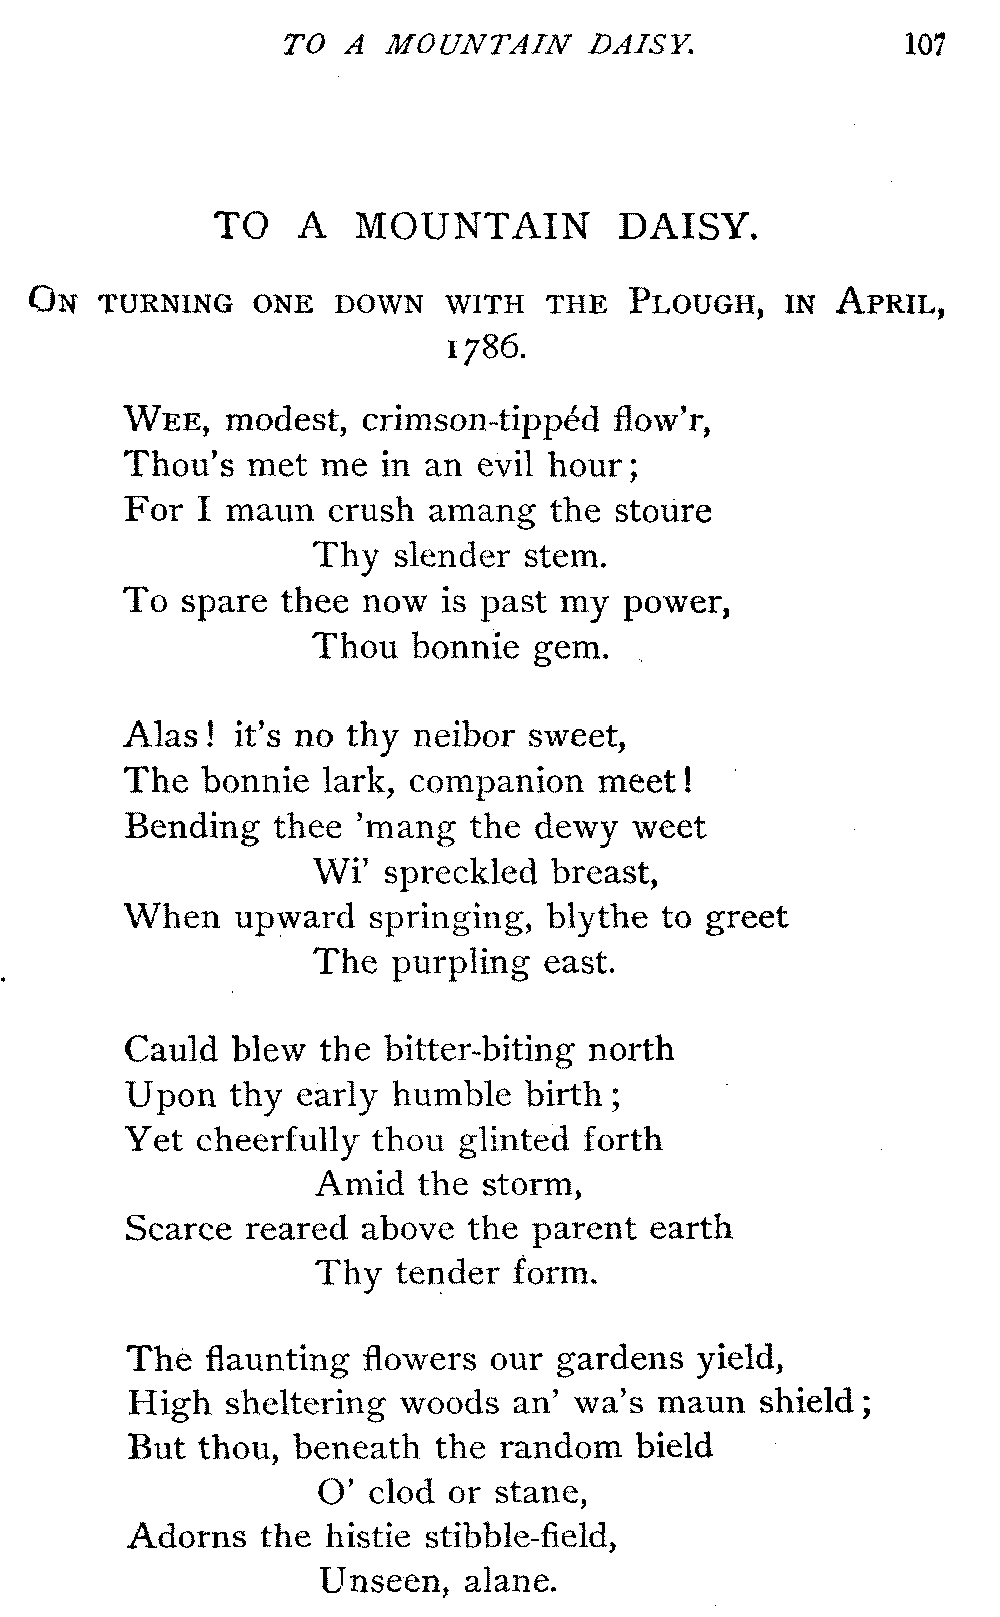 TO A MOUNTAIN DAISY. 107
TO A MOUNTAIN DAISY.
ON TURNING ONE DOWN WITH THE PLOUGH, IN APRIL,
1786.
WEE, modest, crimson-tippéd flow'r,
Thou's met me in an evil hour;
For I maun crush amang the stoure
Thy slender stem.
To spare thee now is past my power,
Thou bonnie gem.
Alas! it's no thy neibor sweet,
The bonnie lark, companion meet!
Bending thee 'mang the dewy weet
Wi' spreckled breast,
When upward springing, blythe to greet
The purpling east.
Cauld blew the bitter-biting north
Upon thy early humble birth;
Yet cheerfully thou glinted forth
Amid the storm,
Scarce reared above the parent earth
Thy tender form.
The flaunting flowers our gardens yield,
High sheltering woods an' wa's maun shield;
But thou, beneath the random bield
O' clod or stane,
Adorns the histie stibble-field,
Unseen, alane.